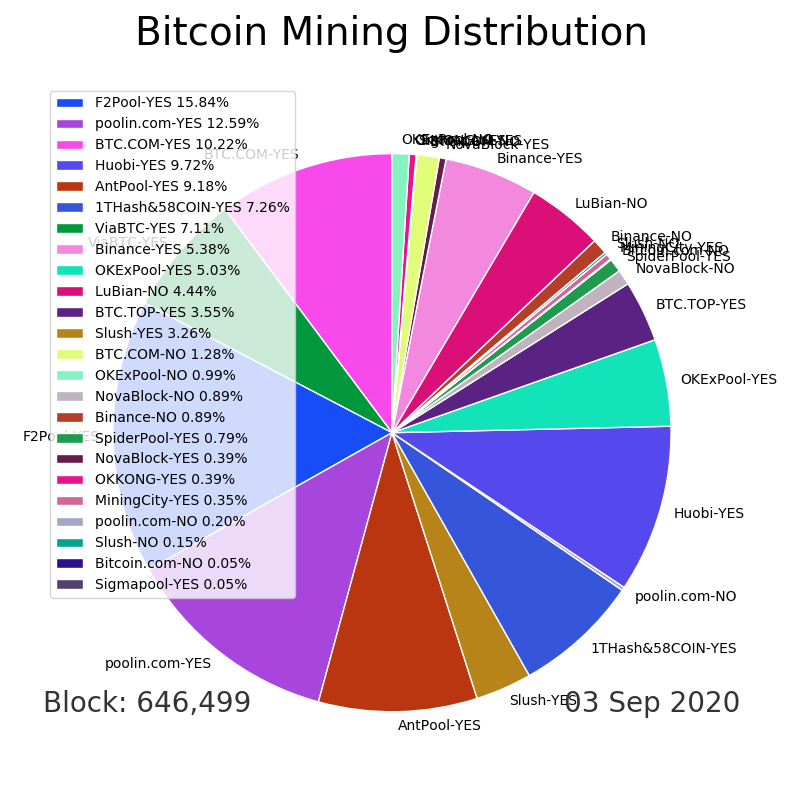 Bitcoin Mining Distribution
F2Pool-YES 15.84%
poolin.com-YES 12.59%
BTC.COM-YES 10.22%
Huobi-YES 9.72%
AntPool-YES 9.18%
1THash&58COIN-YES 7.26%
ViaBTC-YES 7.11%
Binance-YES 5.38%
OKExPool-YES 5.03%
LuBian-NO 4.44%
BTC.TOP-YES 3.55%
Slush-YES 3.26%
BTC.COM-NO 1.28%
OKExPool-NO 0.99%
NovaBlock-NO 0.89%
Binance-NO 0.89%
SpiderPool-YES 0.79%
NovaBlock-YES 0.39%
OKKONG-YES 0.39%
MiningCity-YES 0.35%
poolin.com-NO 0.20%
Slush-NO 0.15%
Bitcoin.com-NO 0.05%
Sigmapool-YES 0.05%
BTC.COM-YES
ViaBTC-YES
F2Pool-YES
poolin.com-YES
AntPool-YES
Slush-YES
1THash&58COIN-YES
poolin.com-NO
Huobi-YES
OKExPool-YES
BTC.TOP-YES
NovaBlock-NO
SpiderPool-YES
Binance-NO
LuBian-NO
Binance-YES
NovaBlock-YES
Block: 646,499
03 Sep 2020